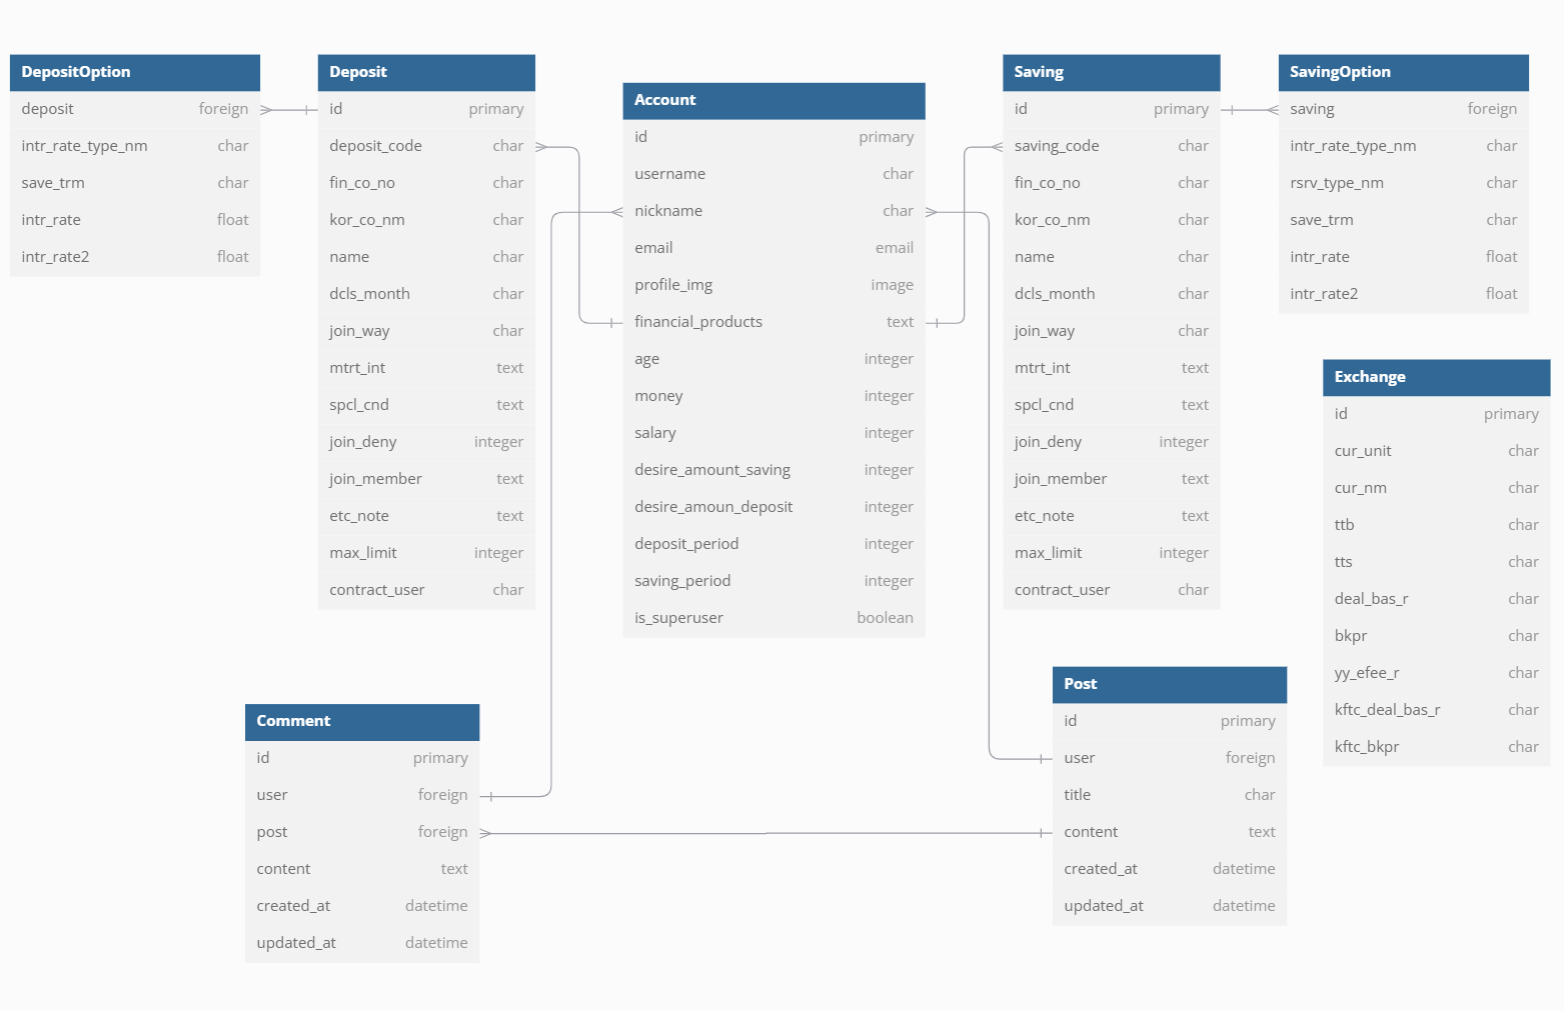 DepositOption
deposit foreign
intr_rate_type_nm char
save_trm char
intr_rate float
intr_rate2 float
Deposit
id primary
deposit_code char
fin_co_no char
kor_co_nm char
name char
dcls_month char
join_way char
mtrt_int text
spcl_cnd text
join_deny integer
join_member text
etc_note text
max_limit integer
contract_user char
Account
id primary
username char
nickname char
email email
profile_img image
financial_products text
age integer
money integer
salary integer
desire_amount_saving integer
desire_amoun_deposit integer
deposit_period integer
saving_period integer
is_superuser boolean
Saving
id primary
saving_code char
fin_co_no char
kor_co_nm char
name char
dcls_month char
join_way char
mtrt_int text
spcl_cnd text
join_deny integer
join_member text
etc_note text
max_limit integer
contract_user char
SavingOption
saving foreign
intr_rate_type_nm char
rsrv_type_nm char
save_trm char
intr_rate float
intr_rate2 float
Exchange
id primary
cur_unit char
cur_nm char
ttb char
tts char
deal_bas_r char
bkpr char
yy_efee_r char
kftc_deal_bas_r char
kftc_bkpr char
Comment
id primary
user foreign
post foreign
content text
created_at datetime
updated_at datetime
Post
id primary
user foreign
title char
content text
created_at datetime
updated_at datetime